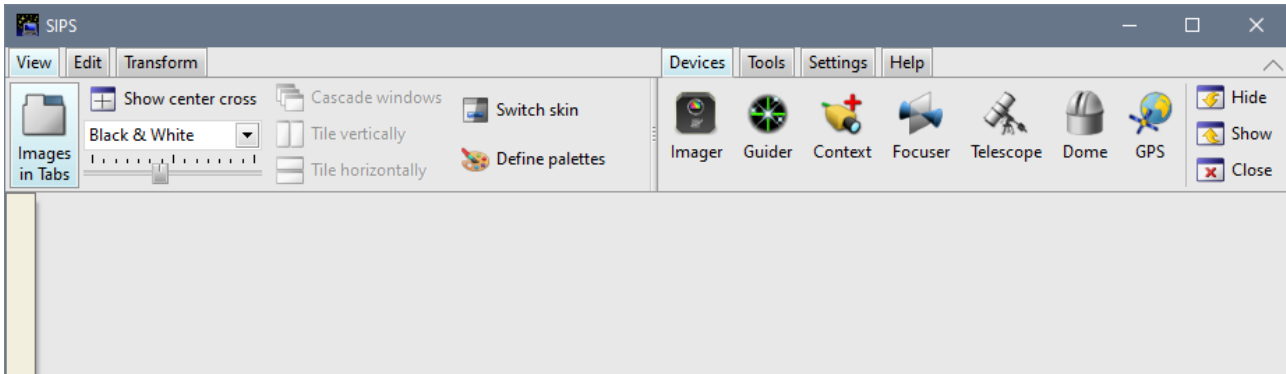 SIPS
View Edit Transform Devices Tools Settings Help
Images in Tabs
Show center cross
Black & White
Cascade windows
Tile vertically
Tile horizontally
Switch skin
Define palettes
Imager Guider Context Focuser Telescope Dome GPS
Hide
Show
Close